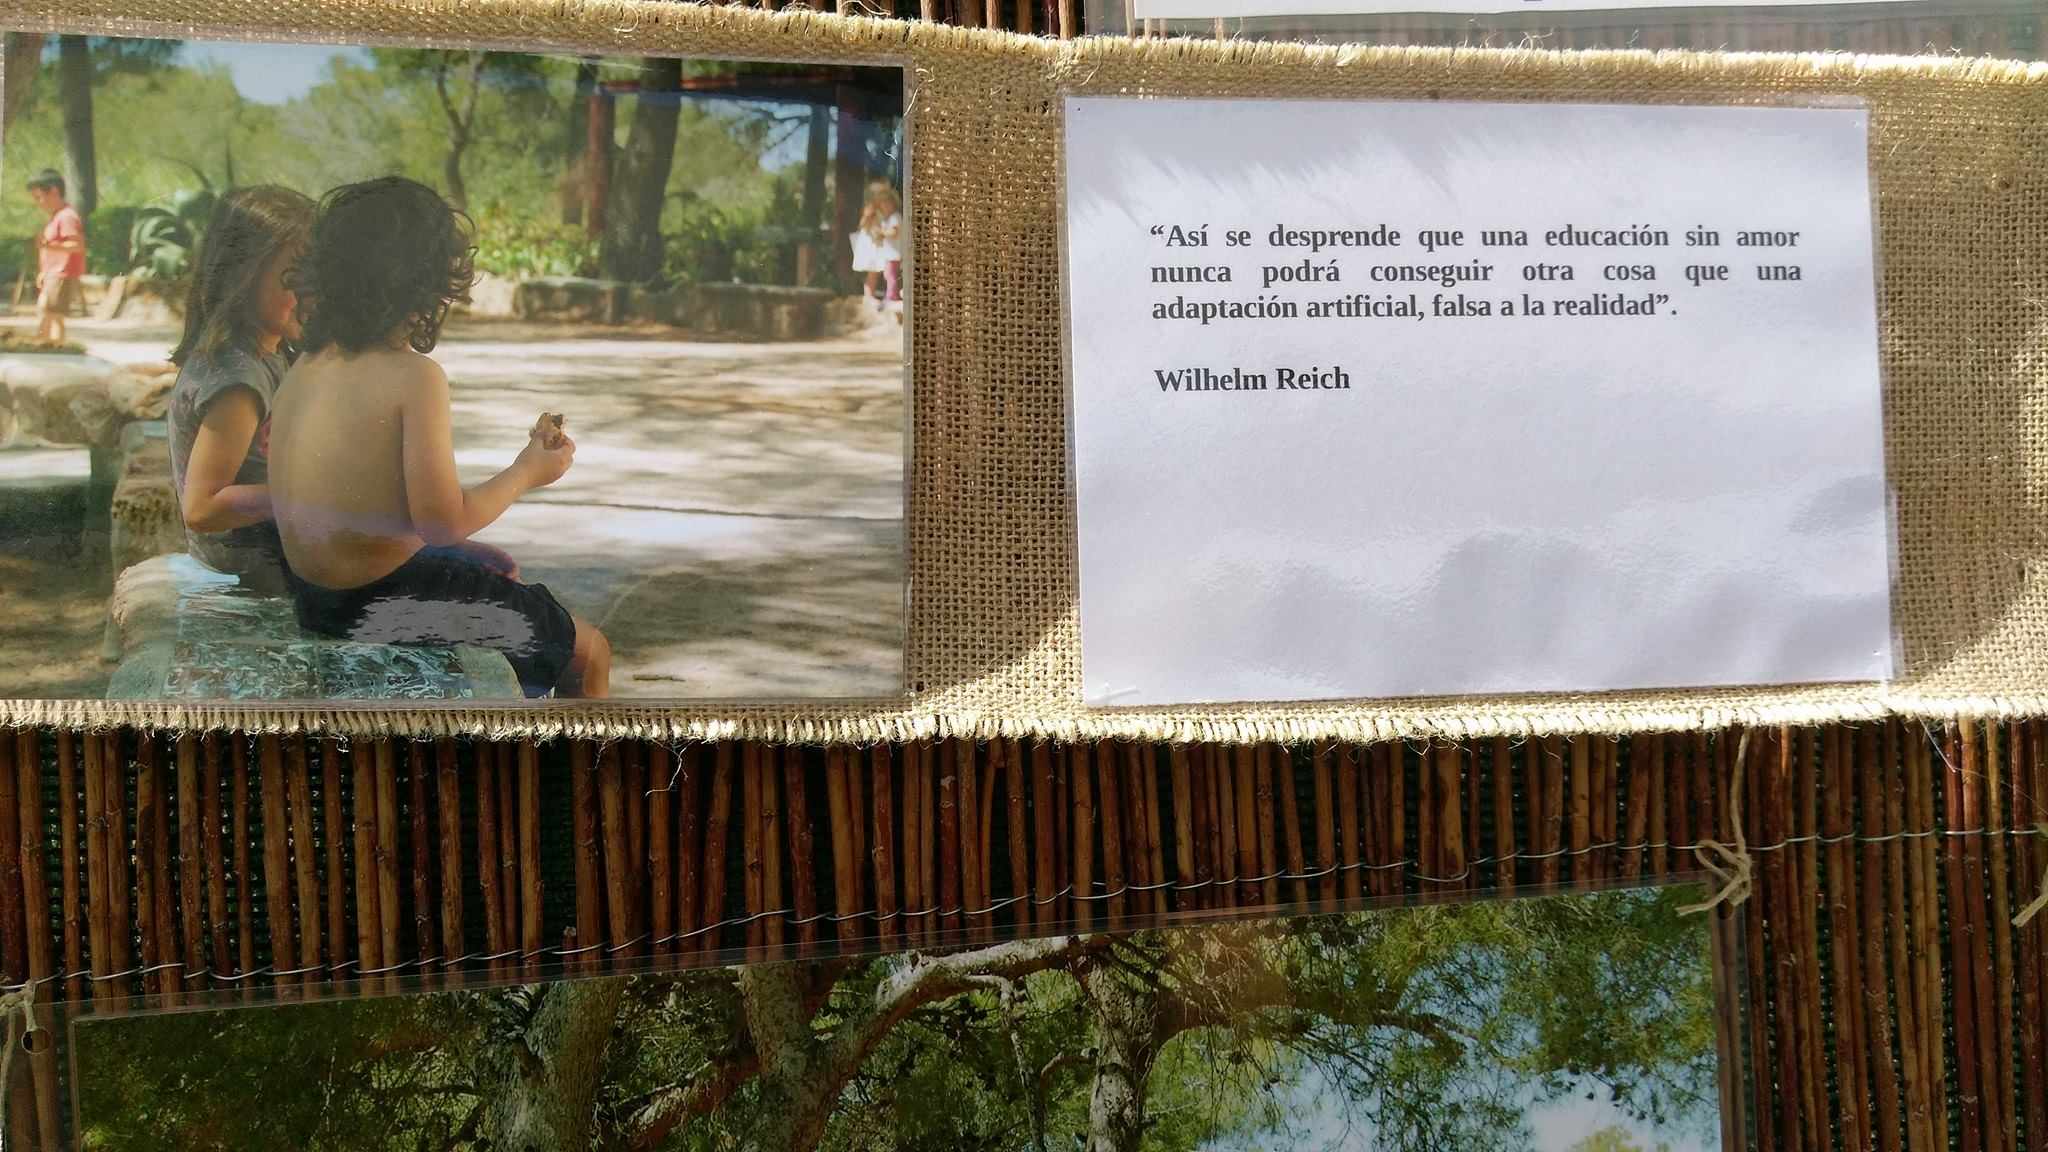 “Así se desprende que una educación sin amor
nunca podrá conseguir otra cosa que una
adaptación artificial, falsa a la realidad”.
Wilhelm Reich